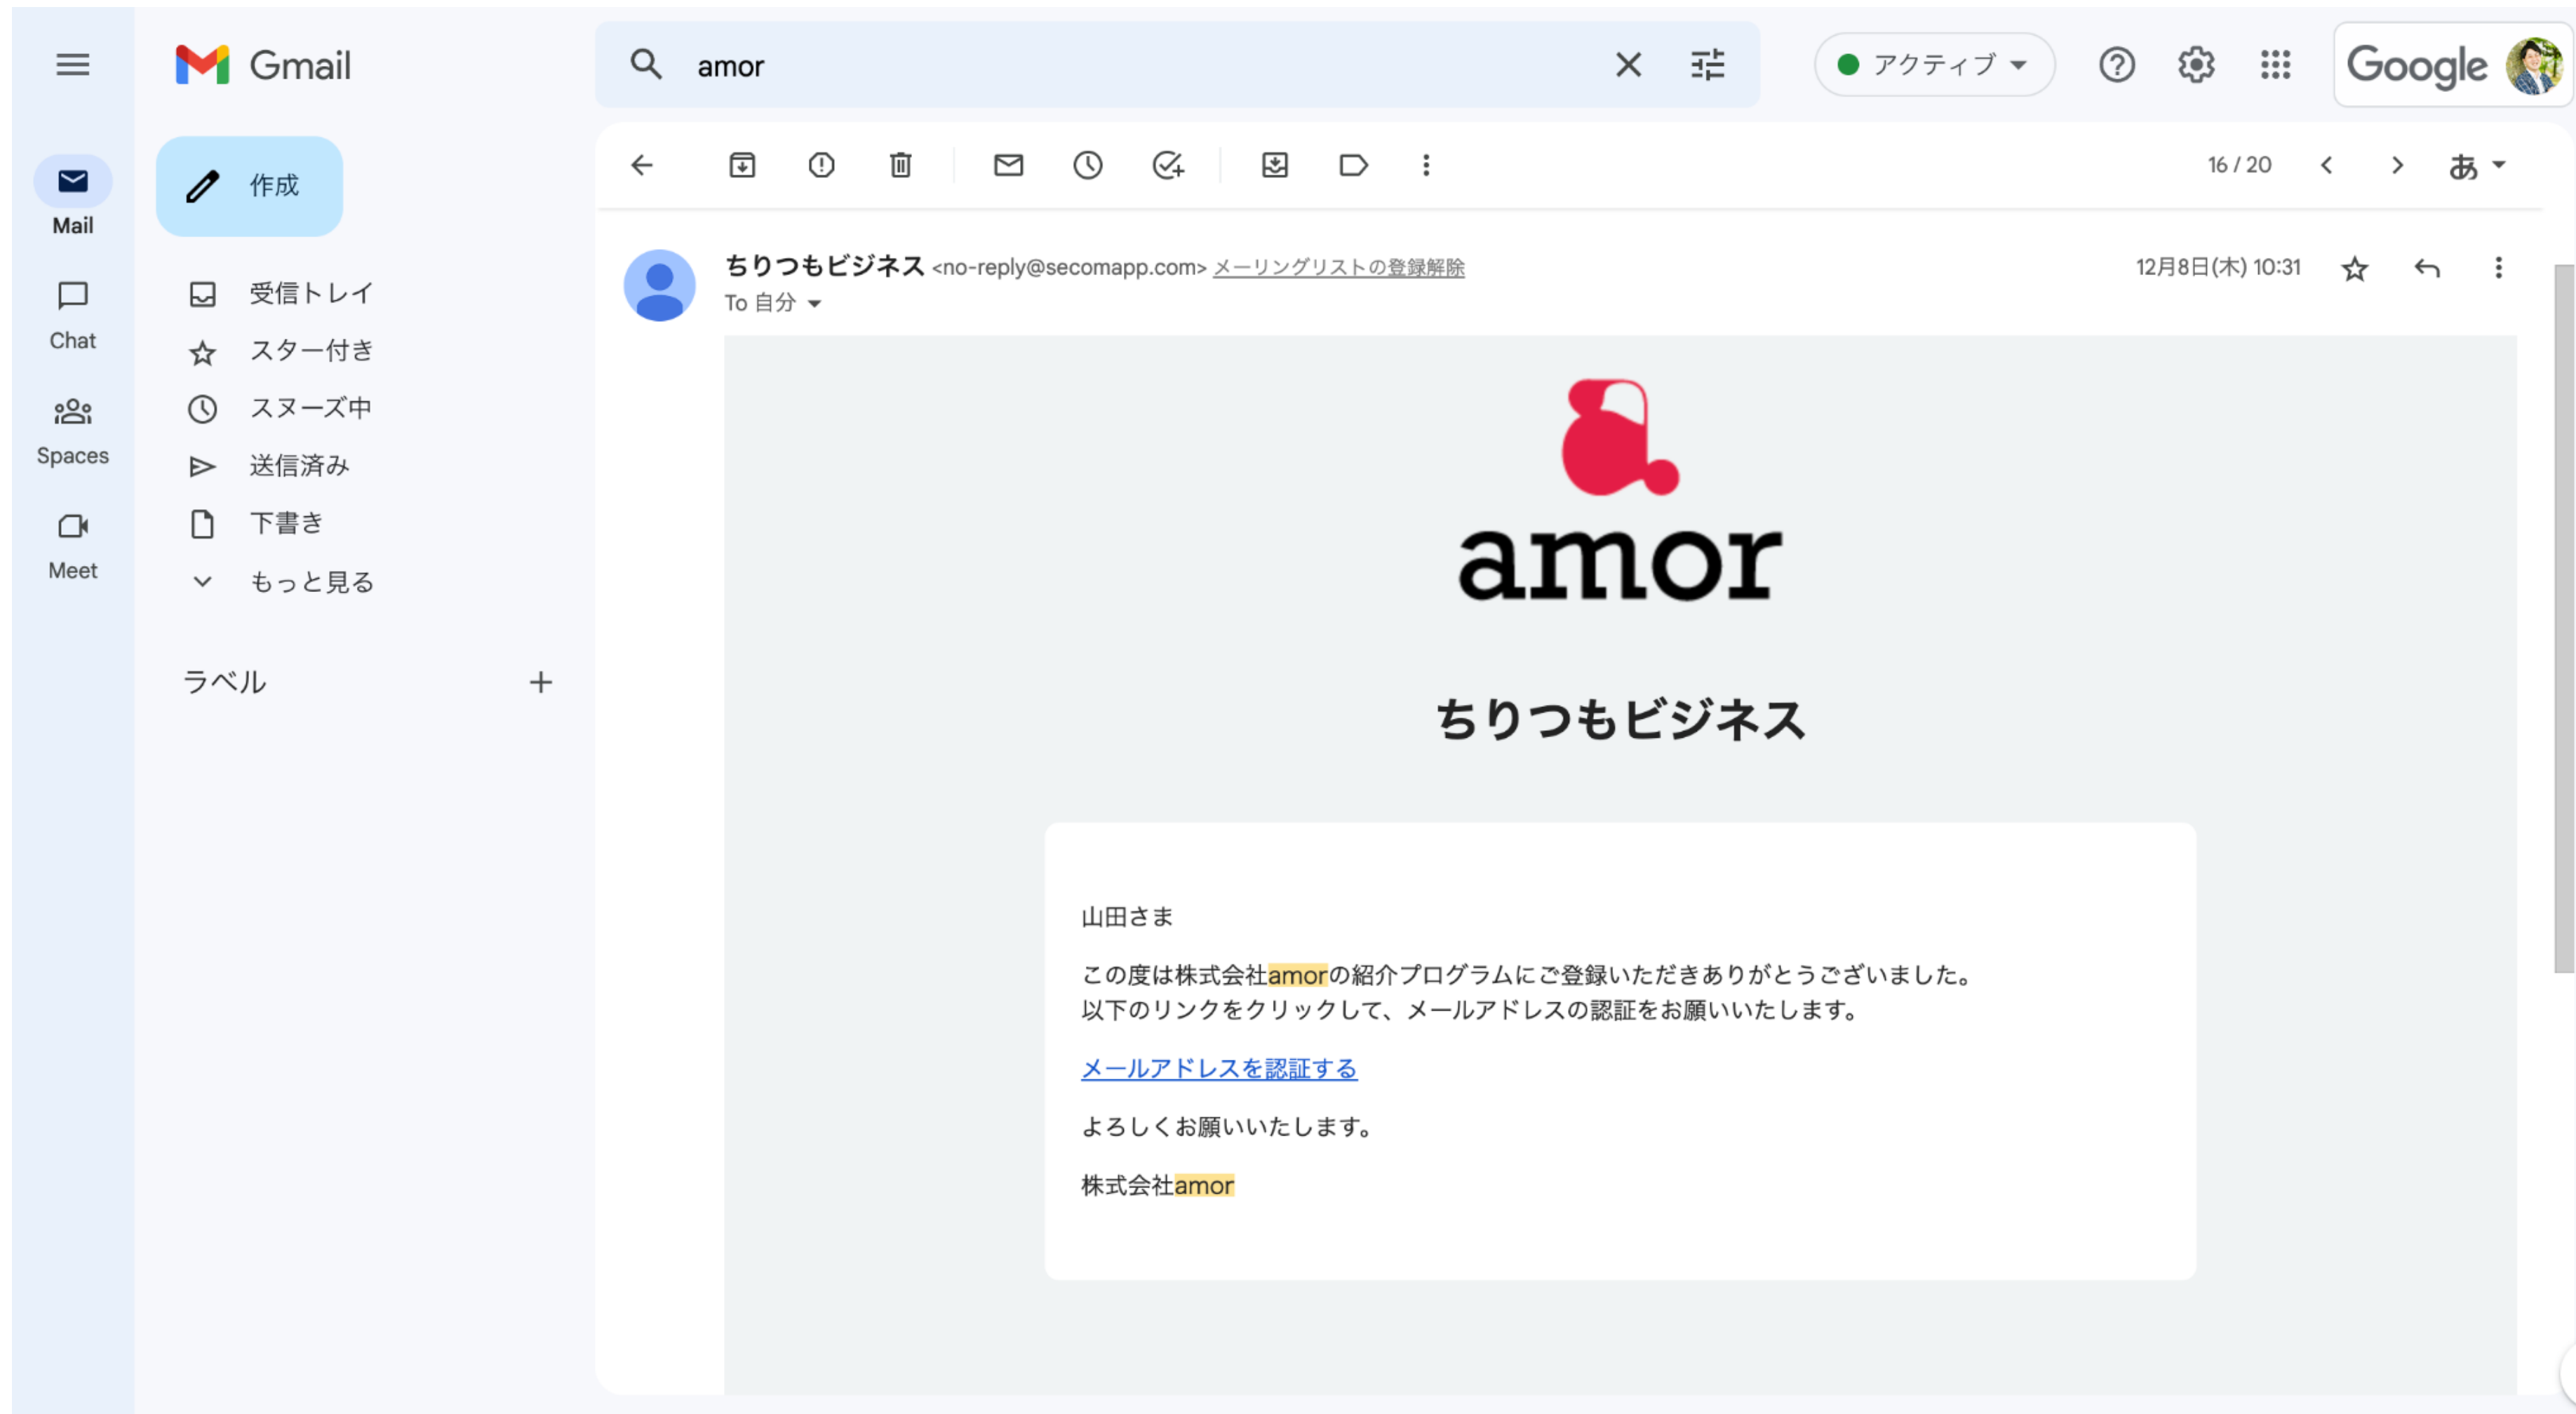 Gmail
amor
アクティブ
Google
Mail
Chat
Spaces
Meet
作成
受信トレイ
スター付き
スヌーズ中
送信済み
下書き
もっと見る
ラベル
16 / 20
あ
ちりつもビジネス <no-reply@secomapp.com> メーリングリストの登録解除
12月8日(木) 10:31
To 自分
amor
ちりつもビジネス
山田さま
この度は株式会社amorの紹介プログラムにご登録いただきありがとうございました。
以下のリンクをクリックして、メールアドレスの認証をお願いいたします。
メールアドレスを認証する
よろしくお願いいたします。
株式会社amor